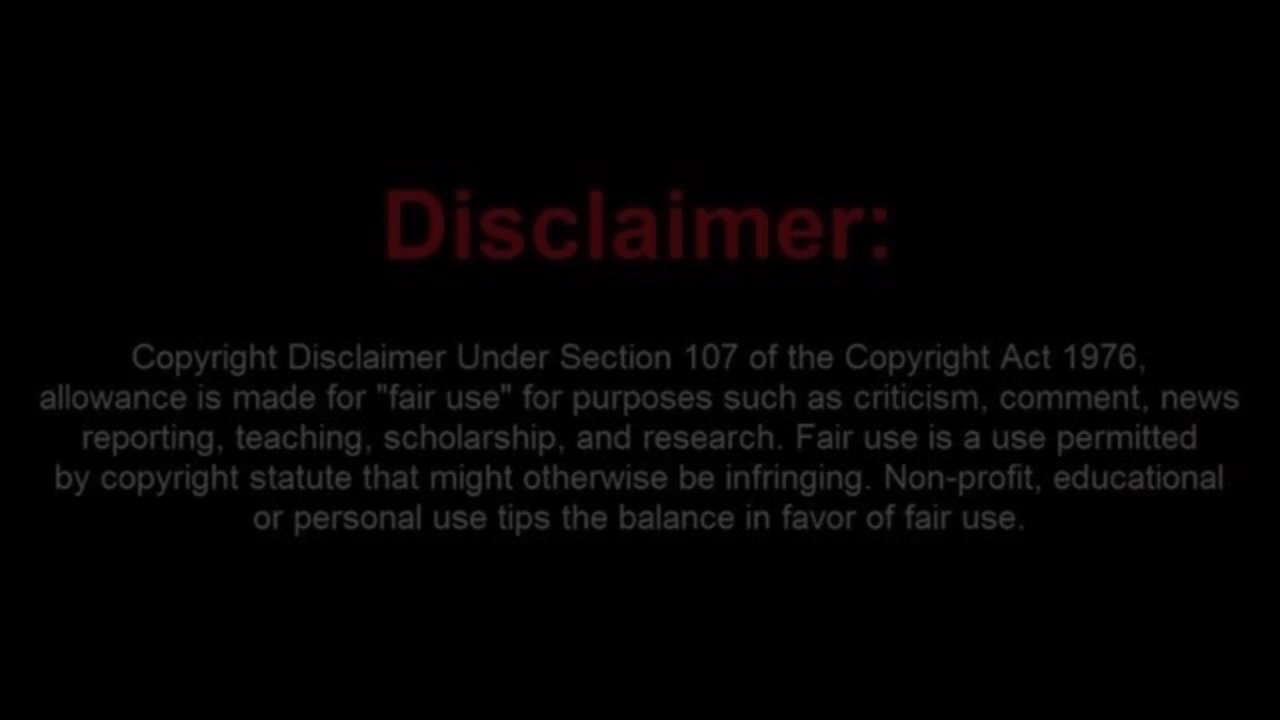 Disclaimer:
Copyright Disclaimer Under Section 107 of the Copyright Act 1976,
allowance is made for "fair use" for purposes such as criticism, comment, news
reporting, teaching, scholarship, and research. Fair use is a use permitted
by copyright statute that might otherwise be infringing. Non-profit, educational
or personal use tips the balance in favor of fair use.